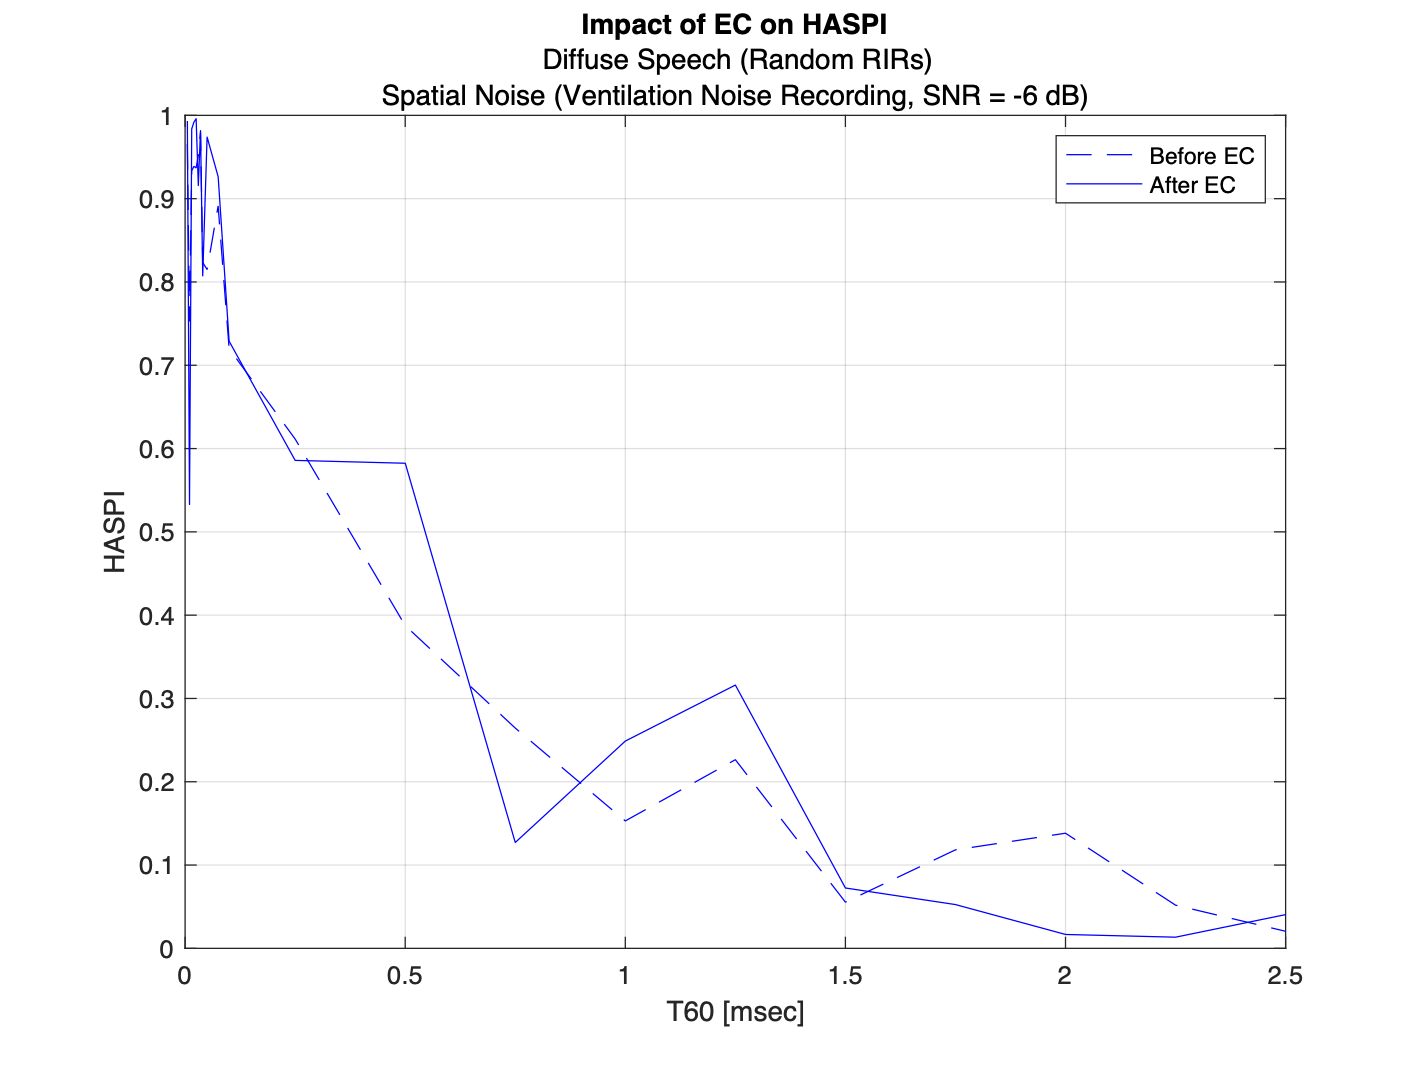 Impact of EC on HASPI
Diffuse Speech (Random RIRs)
Spatial Noise (Ventilation Noise Recording, SNR = -6 dB)
Before EC
After EC
1
0.9
0.8
0.7
0.6
0.5
0.4
0.3
0.2
0.1
0
HASPI
0 0.5 1 1.5 2 2.5
T60 [msec]